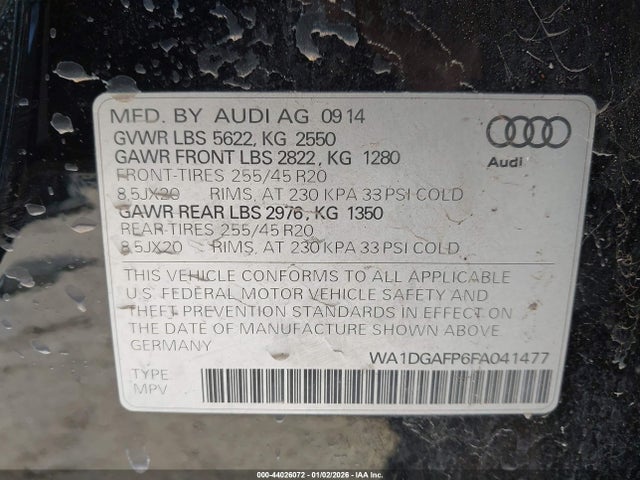 MFD. BY AUDI AG 09 14
GVWR LBS 5622, KG 2550
GAWR FRONT LBS 2822, KG 1280
FRONT-TIRES 255/45 R20
8.5JX20 RIMS, AT 230 KPA 33 PSI COLD
GAWR REAR LBS 2976, KG 1350
REAR-TIRES 255/45 R20
8.5JX20 RIMS, AT 230 KPA 33 PSI COLD
Audi
THIS VEHICLE CONFORMS TO ALL APPLICABLE
U.S. FEDERAL MOTOR VEHICLE SAFETY AND
THEFT PREVENTION STANDARDS IN EFFECT ON
THE DATE OF MANUFACTURE SHOWN ABOVE
GERMANY
WA1DGAFP6FA041477
TYPE
MPV
000-44026072 - 01/02/2026 - IAA Inc.